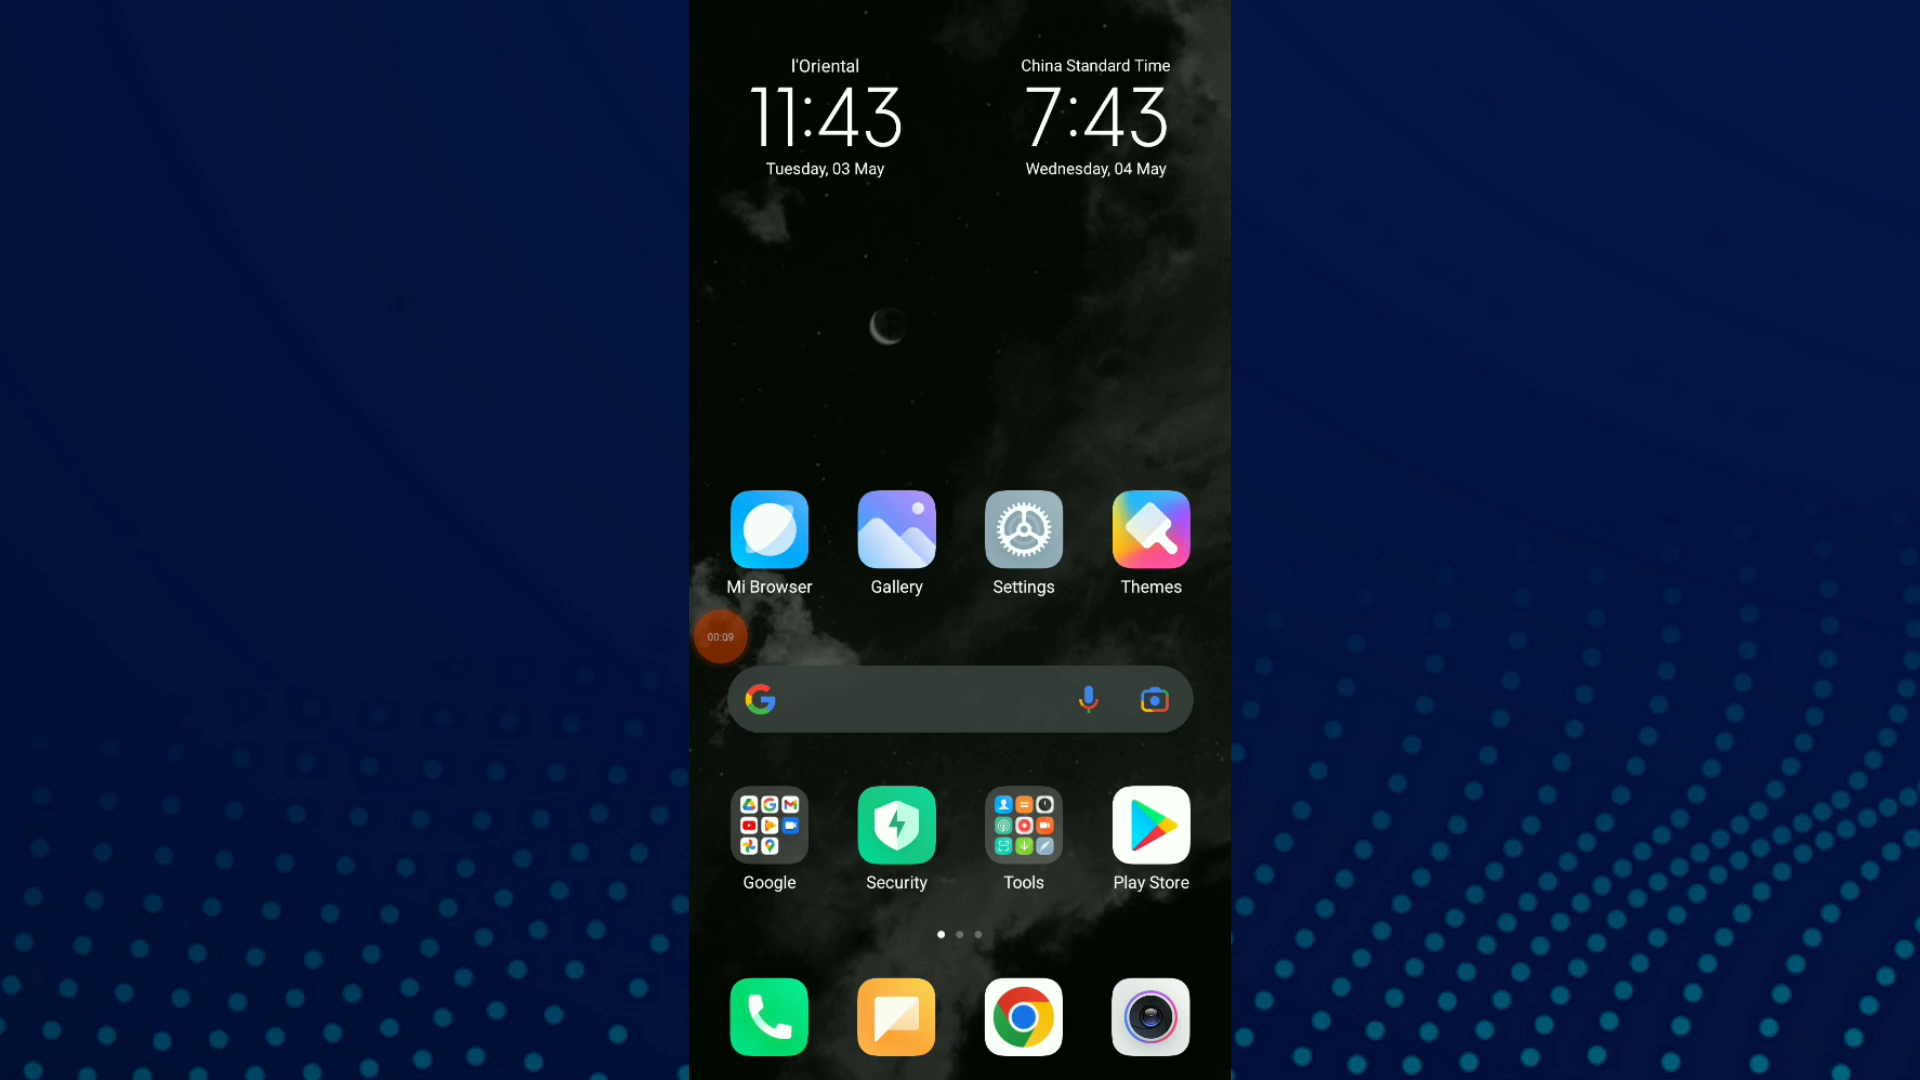 l'Oriental
11:43
Tuesday, 03 May
China Standard Time
7:43
Wednesday, 04 May
Mi Browser
Gallery
Settings
Themes
00:09
Google
Security
Tools
Play Store